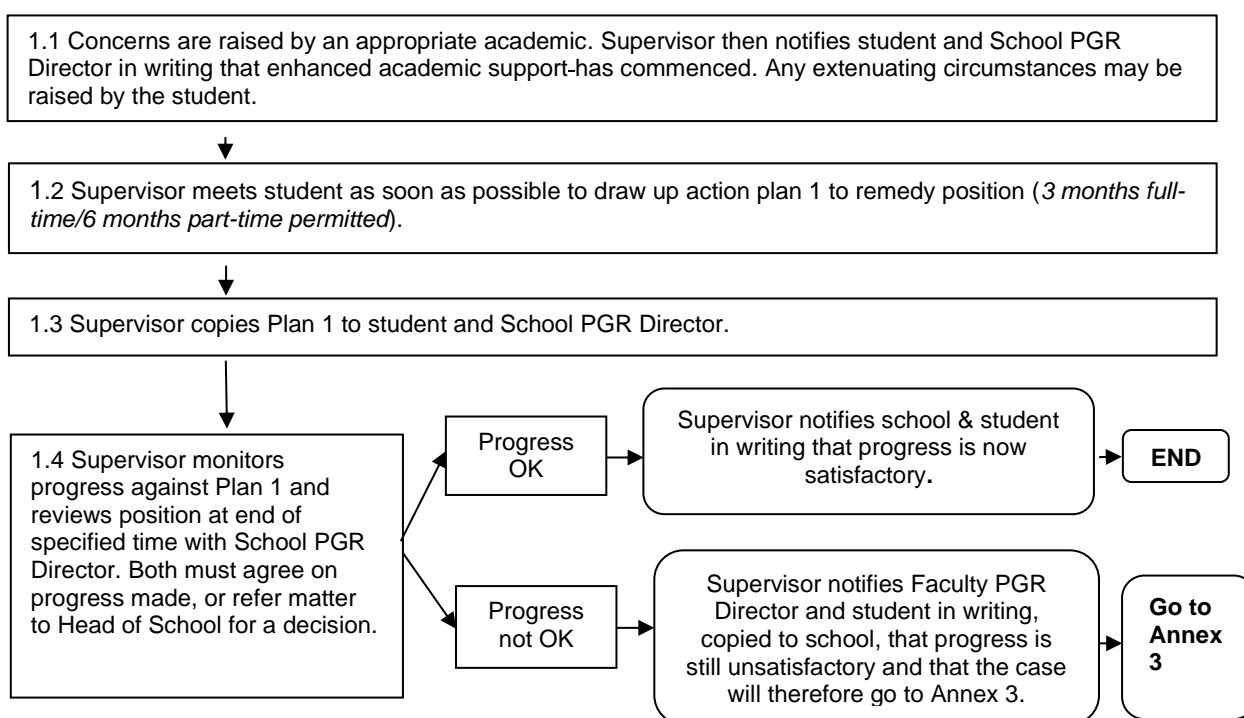 1.1 Concerns are raised by an appropriate academic. Supervisor then notifies student and School PGR
Director in writing that enhanced academic support-has commenced. Any extenuating circumstances may be
raised by the student.
1.2 Supervisor meets student as soon as possible to draw up action plan 1 to remedy position (3 months full-
time/6 months part-time permitted).
1.3 Supervisor copies Plan 1 to student and School PGR Director.
1.4 Supervisor monitors
progress against Plan 1 and
reviews position at end of
specified time with School PGR
Director. Both must agree on
progress made, or refer matter
to Head of School for a decision.
Progress
OK
Supervisor notifies school & student
in writing that progress is now
satisfactory.
END
Progress
not OK
Supervisor notifies Faculty PGR
Director and student in writing,
copied to school, that progress is
still unsatisfactory and that the case
will therefore go to Annex 3.
Go to
Annex
3